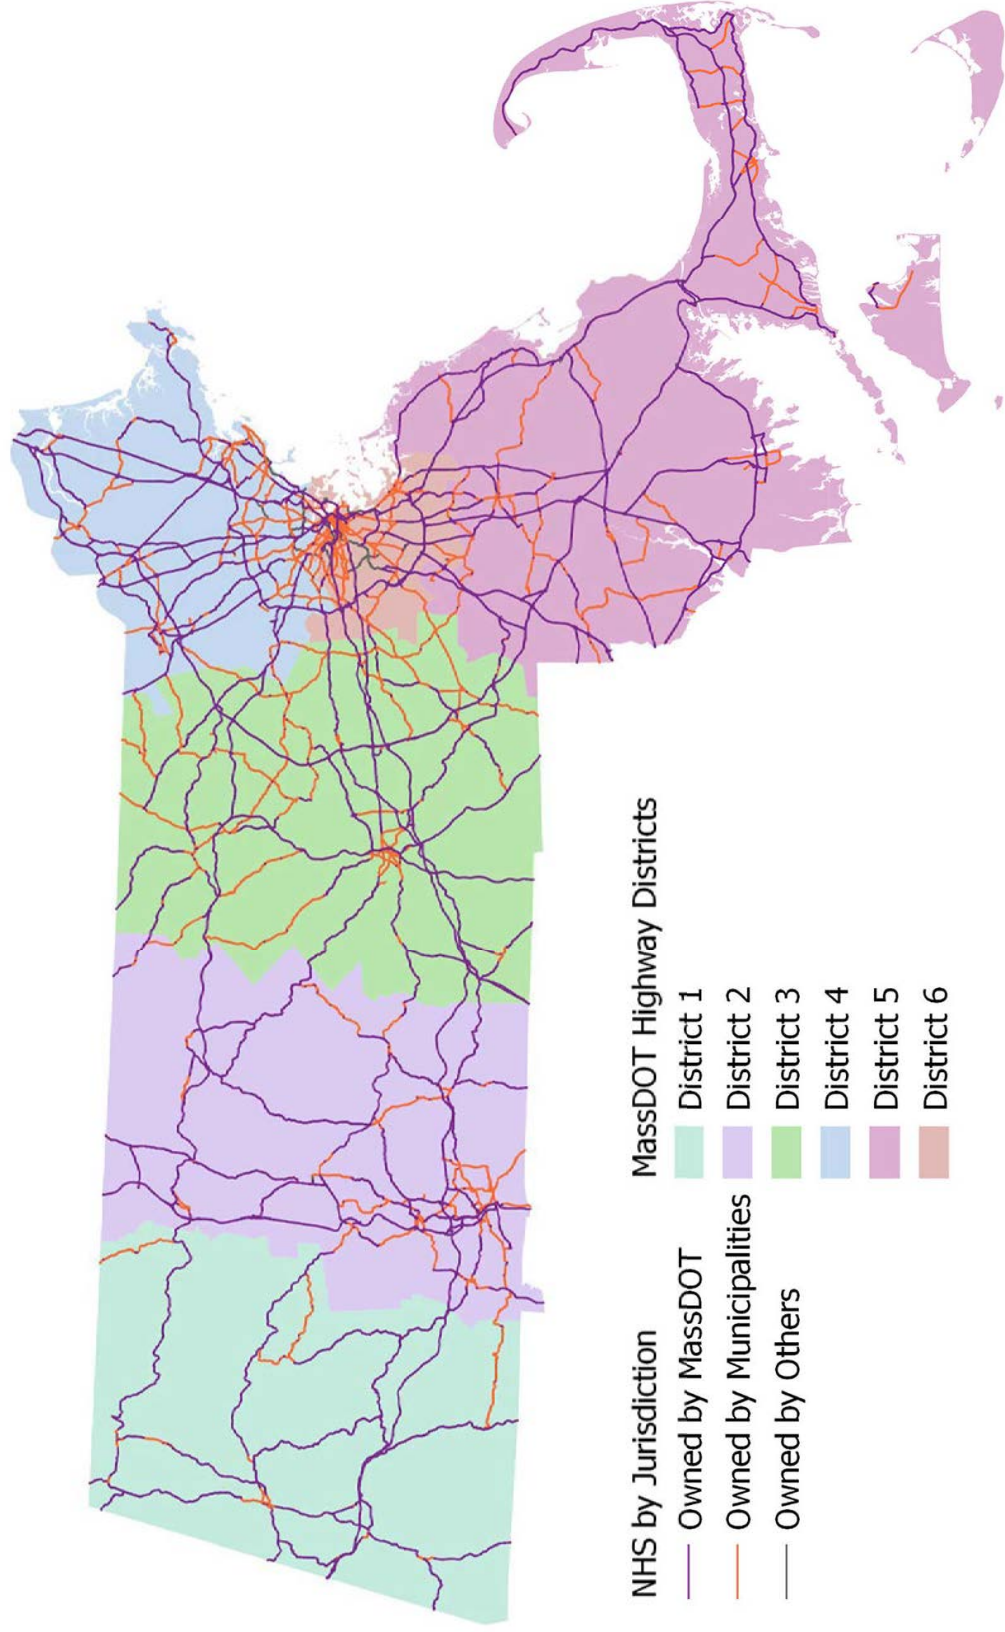 NHS by Jurisdiction
Owned by MassDOT
Owned by Municipalities
Owned by Others
MassDOT Highway Districts
District 1
District 2
District 3
District 4
District 5
District 6